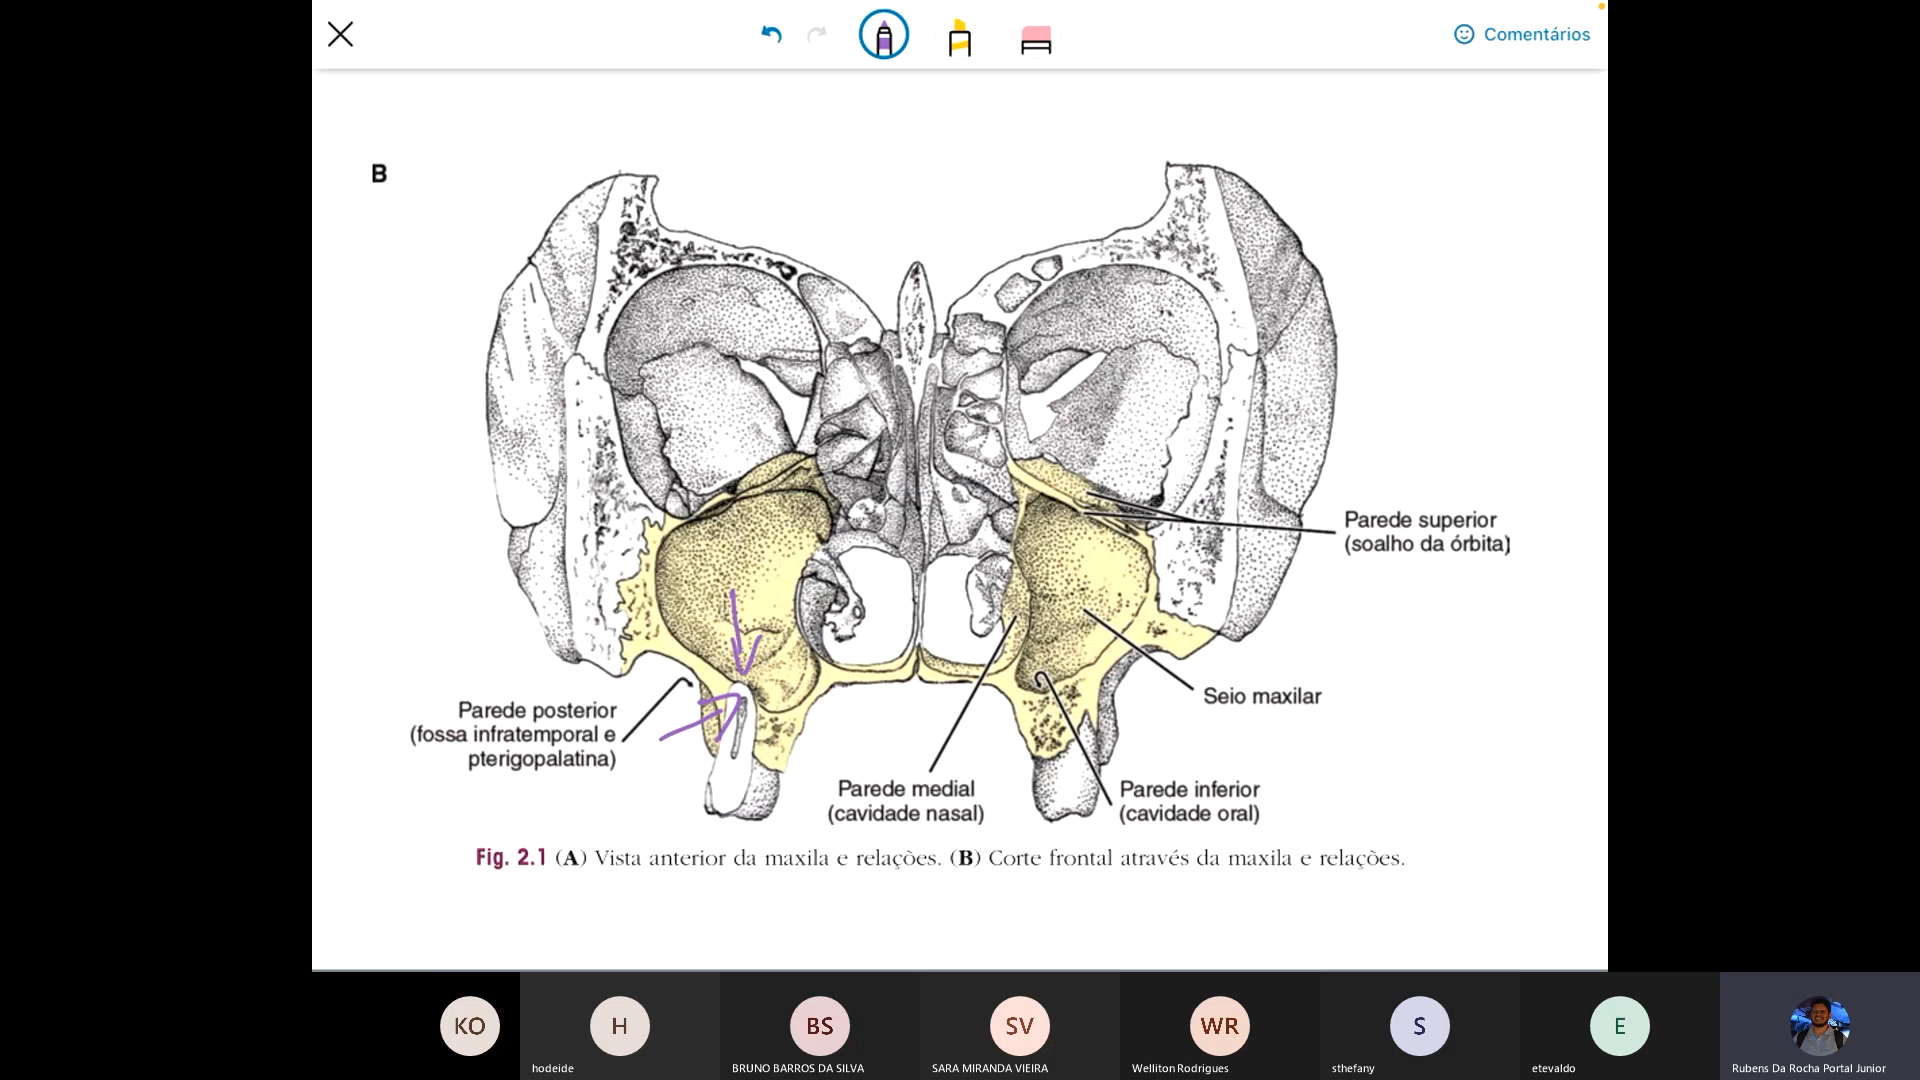 Comentários
B
Parede superior
(soalho da órbita)
Seio maxilar
Parede posterior
(fossa infratemporal e
pterigopalatina)
Parede medial
(cavidade nasal)
Parede inferior
(cavidade oral)
Fig. 2.1 (A) Vista anterior da maxila e relações. (B) Corte frontal através da maxila e relações.
KO
H
BS
SV
WR
S
E
hodeide
BRUNO BARROS DA SILVA
SARA MIRANDA VIEIRA
Welliton Rodrigues
sthefany
etevaldo
Rubens Da Rocha Portal Junior